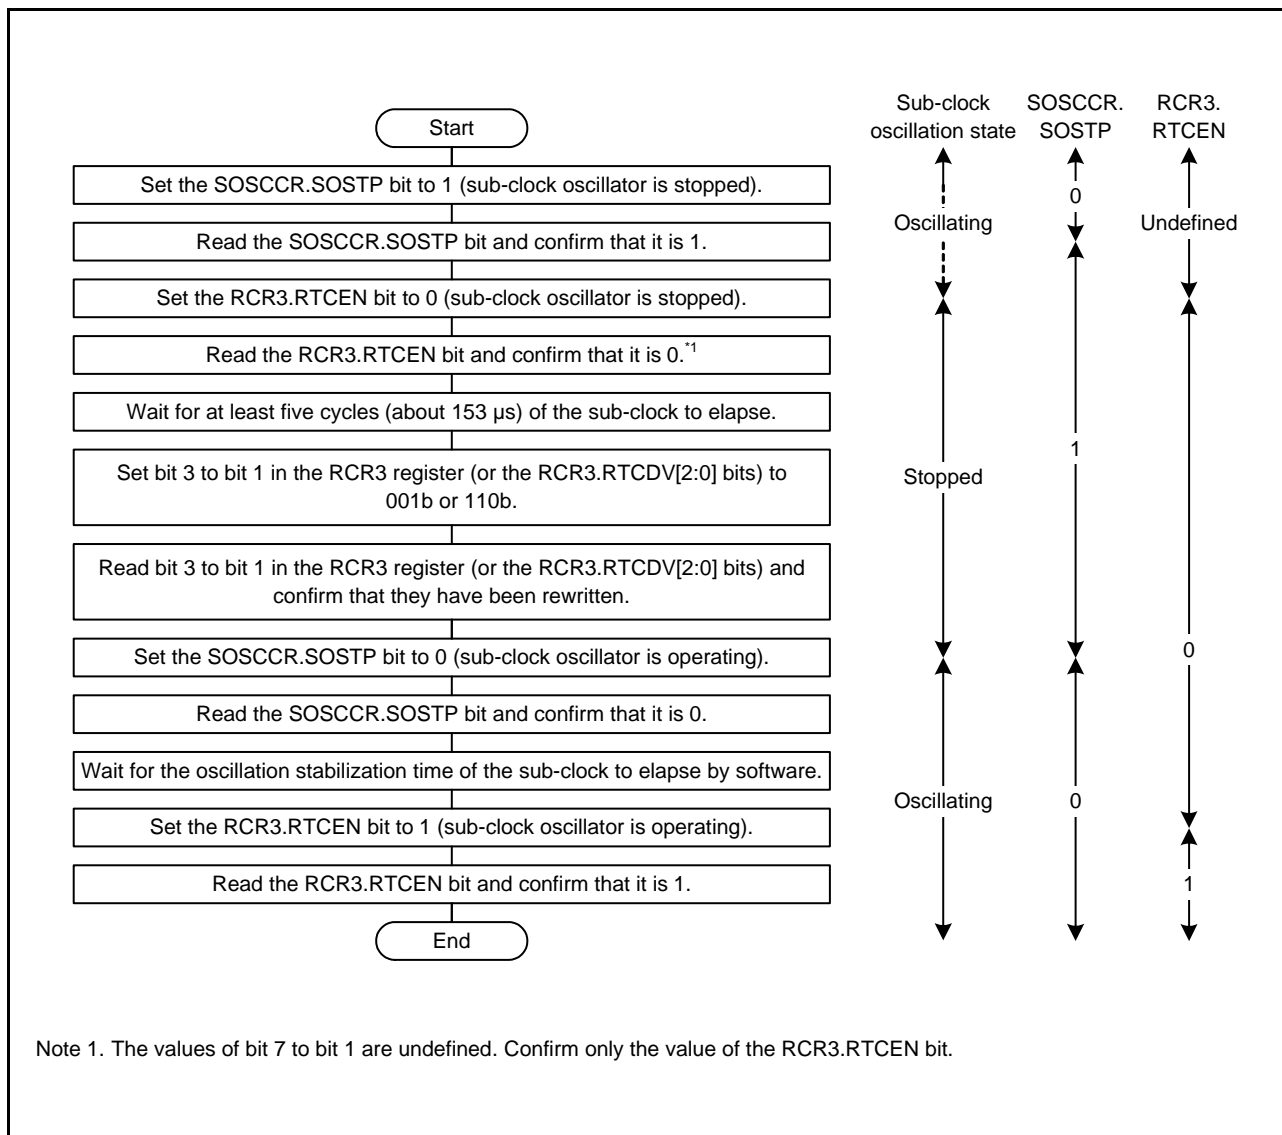 Start
Set the SOSCCR.SOSTP bit to 1 (sub-clock oscillator is stopped).
Read the SOSCCR.SOSTP bit and confirm that it is 1.
Set the RCR3.RTCEN bit to 0 (sub-clock oscillator is stopped).
Read the RCR3.RTCEN bit and confirm that it is 0.*1
Wait for at least five cycles (about 153 µs) of the sub-clock to elapse.
Set bit 3 to bit 1 in the RCR3 register (or the RCR3.RTCDV[2:0] bits) to
001b or 110b.
Read bit 3 to bit 1 in the RCR3 register (or the RCR3.RTCDV[2:0] bits) and
confirm that they have been rewritten.
Set the SOSCCR.SOSTP bit to 0 (sub-clock oscillator is operating).
Read the SOSCCR.SOSTP bit and confirm that it is 0.
Wait for the oscillation stabilization time of the sub-clock to elapse by software.
Set the RCR3.RTCEN bit to 1 (sub-clock oscillator is operating).
Read the RCR3.RTCEN bit and confirm that it is 1.
End
Sub-clock
oscillation state
Oscillating
Stopped
Oscillating
SOSCCR.
SOSTP
0
1
0
RCR3.
RTCEN
Undefined
0
1
Note 1. The values of bit 7 to bit 1 are undefined. Confirm only the value of the RCR3.RTCEN bit.